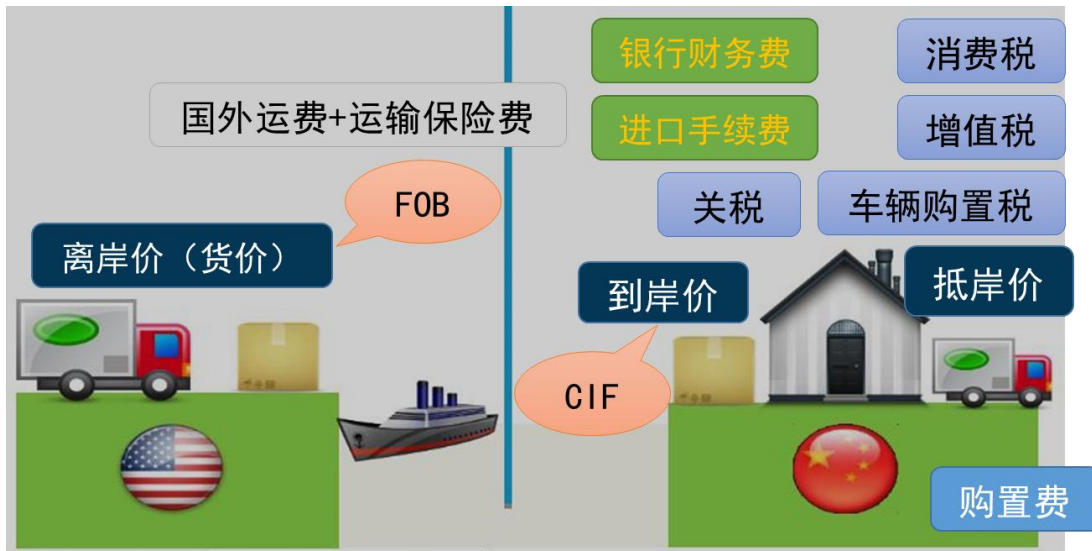 银行财务费
消费税
国外运费+运输保险费
进口手续费
增值税
FOB
关税
车辆购置税
离岸价（货价）
到岸价
抵岸价
CIF
购置费